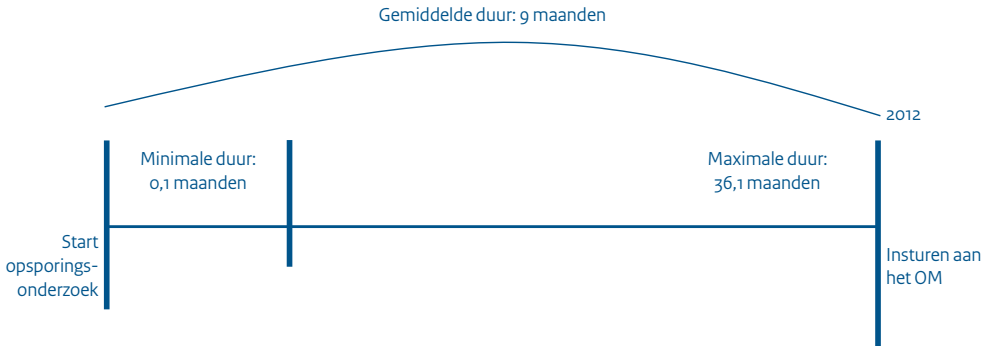 Gemiddelde duur: 9 maanden
2012
Minimale duur:
0,1 maanden
Maximale duur:
36,1 maanden
Start
opsporings-
onderzoek
Insturen aan
het OM